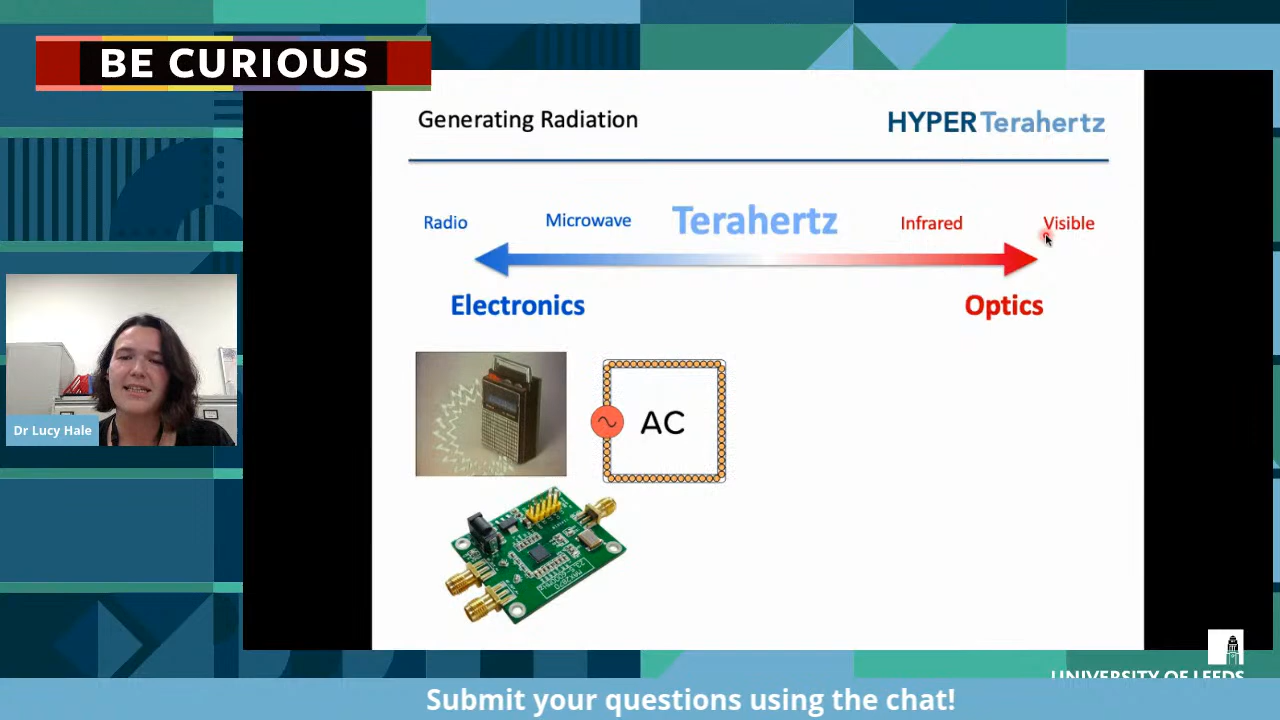 BE CURIOUS
Generating Radiation
HYPER Terahertz
Radio
Microwave
Terahertz
Infrared
Visible
Electronics
Optics
AC
Dr Lucy Hale
UNIVERSITY OF LEEDS
Submit your questions using the chat!